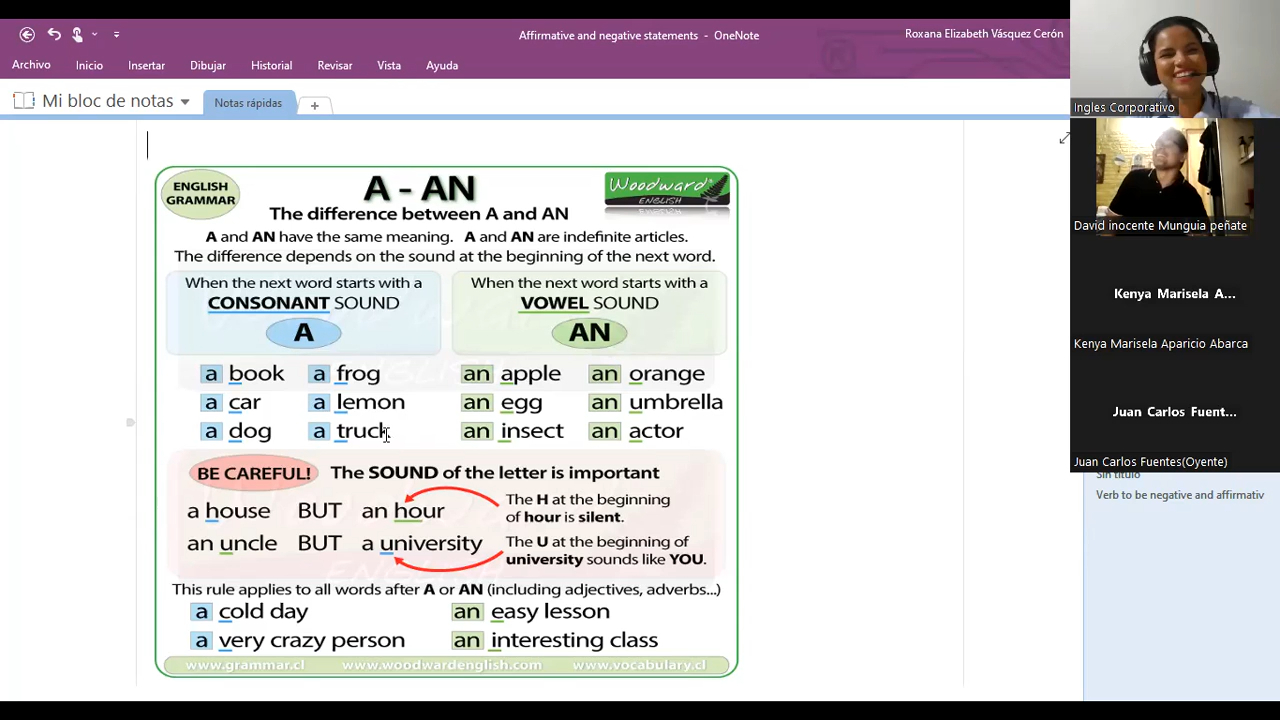 Affirmative and negative statements - OneNote
Roxana Elizabeth Vásquez Cerón
Archivo Inicio Insertar Dibujar Historial Revisar Vista Ayuda
Mi bloc de notas
Notas rápidas
ENGLISH GRAMMAR
A - AN
Woodward
ENGLISH
The difference between A and AN
A and AN have the same meaning. A and AN are indefinite articles.
The difference depends on the sound at the beginning of the next word.
When the next word starts with a
CONSONANT SOUND
A
When the next word starts with a
VOWEL SOUND
AN
a book a frog an apple an orange
a car a lemon an egg an umbrella
a dog a truck an insect an actor
BE CAREFUL! The SOUND of the letter is important
a house BUT an hour
The H at the beginning
of hour is silent.
an uncle BUT a university
The U at the beginning of
university sounds like YOU.
This rule applies to all words after A or AN (including adjectives, adverbs...)
a cold day an easy lesson
a very crazy person an interesting class
www.grammar.cl www.woodwardenglish.com www.vocabulary.cl
Ingles Corporativo
David inocente Munguia peñate
Kenya Marisela A...
Kenya Marisela Aparicio Abarca
Juan Carlos Fuent...
Juan Carlos Fuentes(Oyente)
Sin título
Verb to be negative and affirmativ